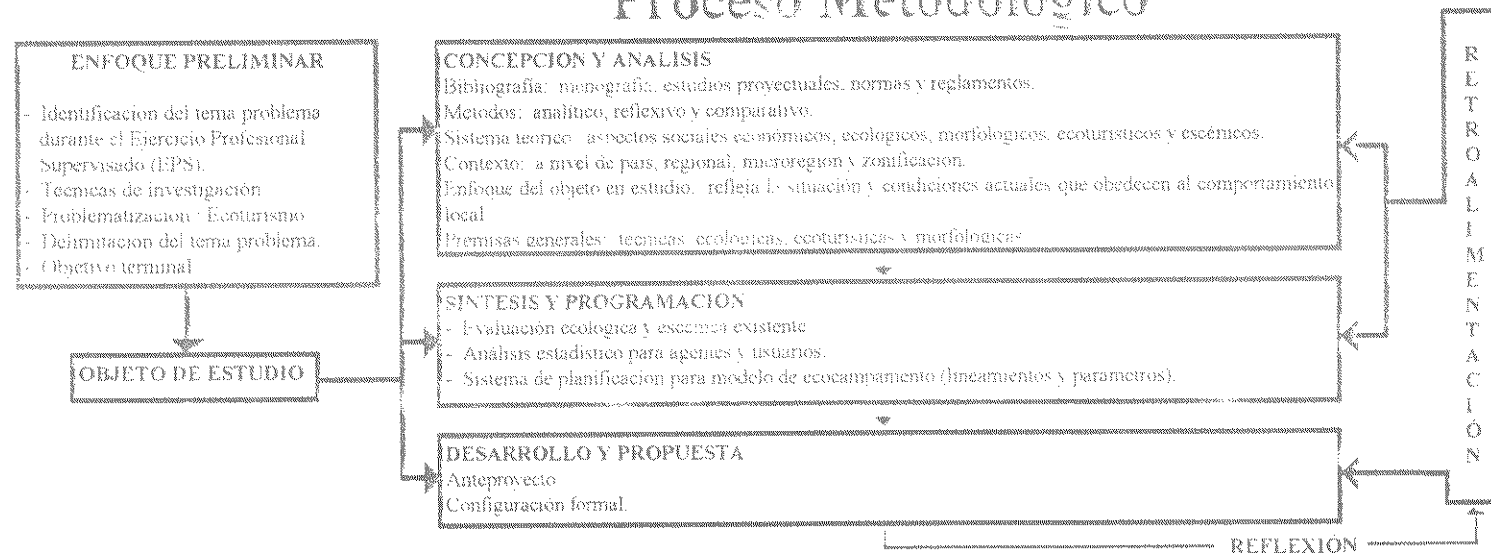 Proceso Metodológico
ENFOQUE PRELIMINAR
- Identificacion del tema problema
durante el Ejercicio Profesional
Supervisado (EPS).
- Tecnicas de investigación
- Problematizacion : Ecoturismo
- Delimitacion del tema problema.
- Objetivo terminal
OBJETO DE ESTUDIO
CONCEPCION Y ANALISIS
Bibliografía: monografia, estudios proyectuales, normas y reglamentos.
Metodos: analítico, reflexivo y comparativo.
Sistema teorico: aspectos sociales económicos, ecologicos, morfologicos, ecoturisticos y escénicos.
Contexto: a nivel de pais, regional, microregion y zonificacion.
Enfoque del objeto en estudio. refleja la situación y condiciones actuales que obedecen al comportamiento
local
Premisas generales: tecnicas, ecologicas, ecoturisticas y morfologicas
SINTESIS Y PROGRAMACION
- Evaluación ecologica y escenica existente
- Análisis estadistico para agentes y usuarios.
- Sistema de planificacion para modelo de ecocampamento (lineamientos y parametros).
DESARROLLO Y PROPUESTA
Anteproyecto
Configuración formal.
RETROALIMENTACIÓN
REFLEXIÓN